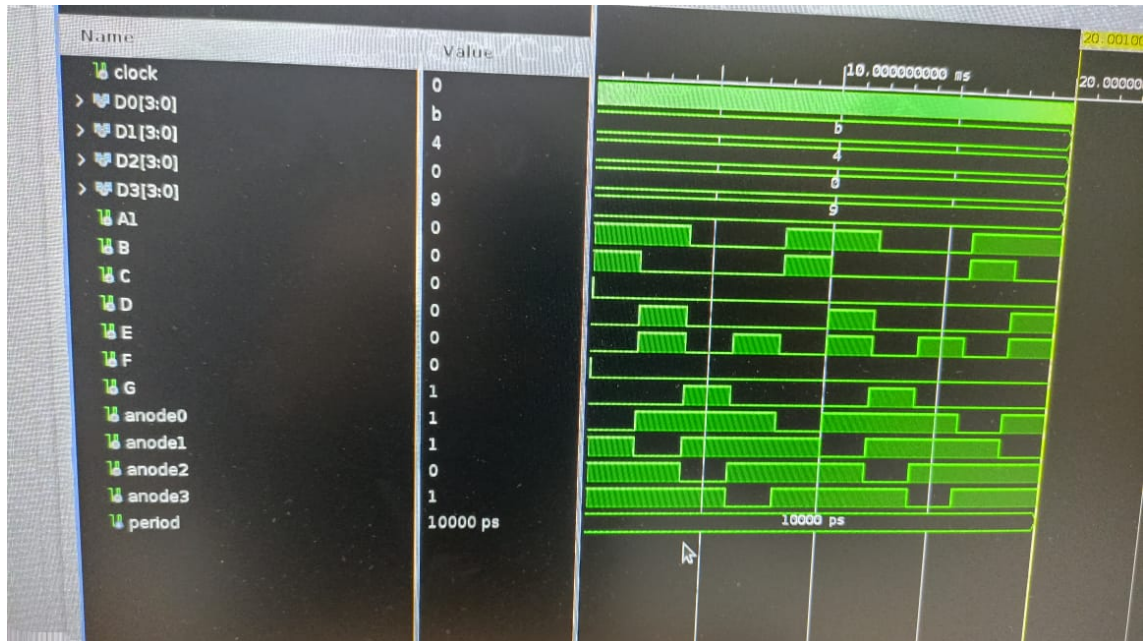 Name Value
clock 0
D0[3:0] b b
D1[3:0] 4 4
D2[3:0] 0 0
D3[3:0] 9 9
A1 0
B 0
C 0
D 0
E 0
F 0
G 1
anode0 1
anode1 1
anode2 0
anode3 1
period 10000 ps 10000 ps
10.000000000 ms
20.00100
20.00000